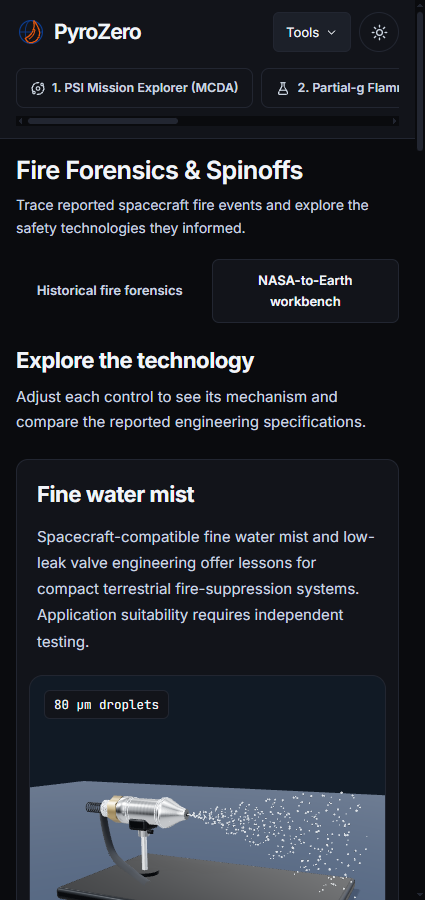 PyroZero
Tools
1. PSI Mission Explorer (MCDA)
2. Partial-g Flam
Fire Forensics & Spinoffs
Trace reported spacecraft fire events and explore the
safety technologies they informed.
Historical fire forensics
NASA-to-Earth
workbench
Explore the technology
Adjust each control to see its mechanism and
compare the reported engineering specifications.
Fine water mist
Spacecraft-compatible fine water mist and low-
leak valve engineering offer lessons for
compact terrestrial fire-suppression systems.
Application suitability requires independent
testing.
80 µm droplets